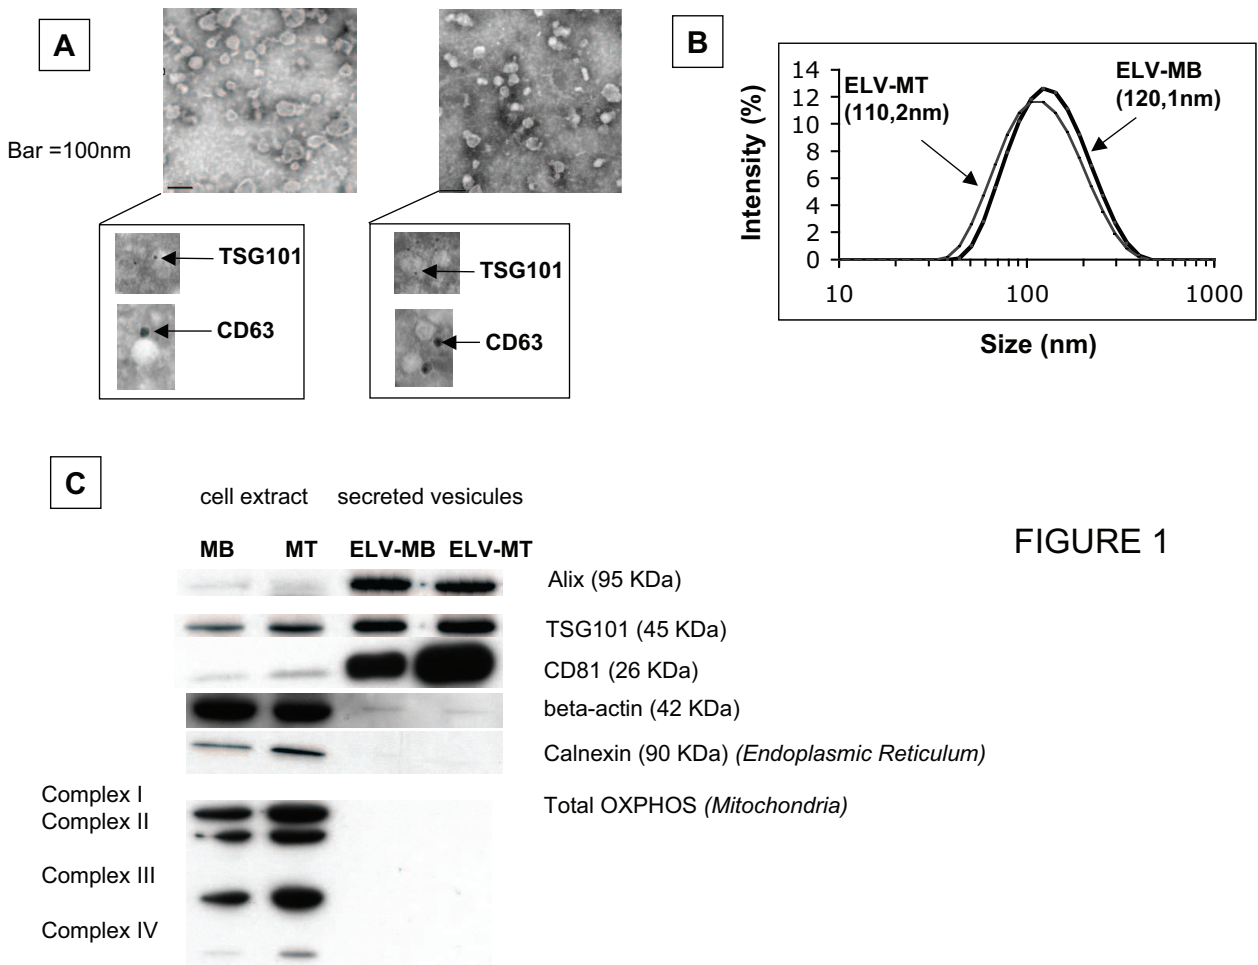 A
Bar =100nm
TSG101
CD63
TSG101
CD63
B
Intensity (%)
14
12
10
8
6
4
2
0
ELV-MT
(110,2nm)
ELV-MB
(120,1nm)
10 100 1000
Size (nm)
C
cell extract secreted vesicules
MB MT ELV-MB ELV-MT
FIGURE 1
Alix (95 KDa)
TSG101 (45 KDa)
CD81 (26 KDa)
beta-actin (42 KDa)
Calnexin (90 KDa) (Endoplasmic Reticulum)
Total OXPHOS (Mitochondria)
Complex I
Complex II
Complex III
Complex IV